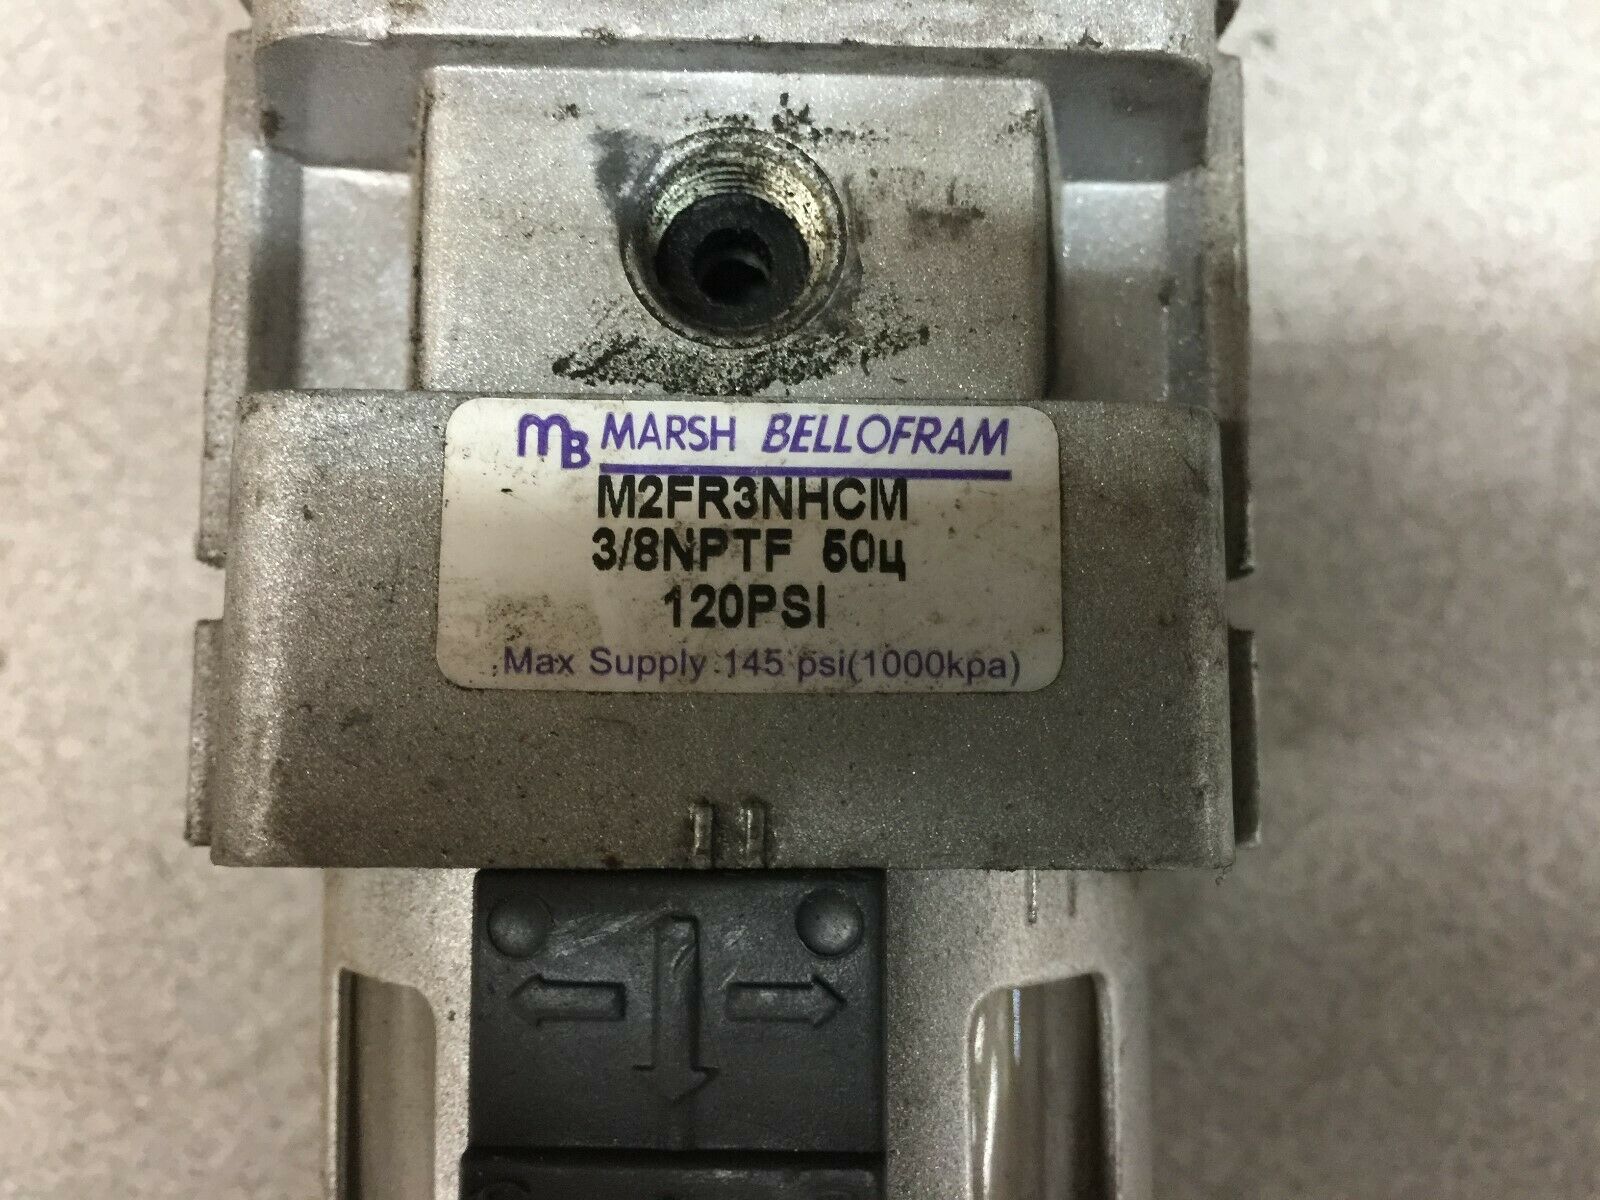 mB MARSH BELLOFRAM
M2FR3NHCM
3/8NPTF 50µ
120PSI
Max Supply 145 psi(1000kpa)